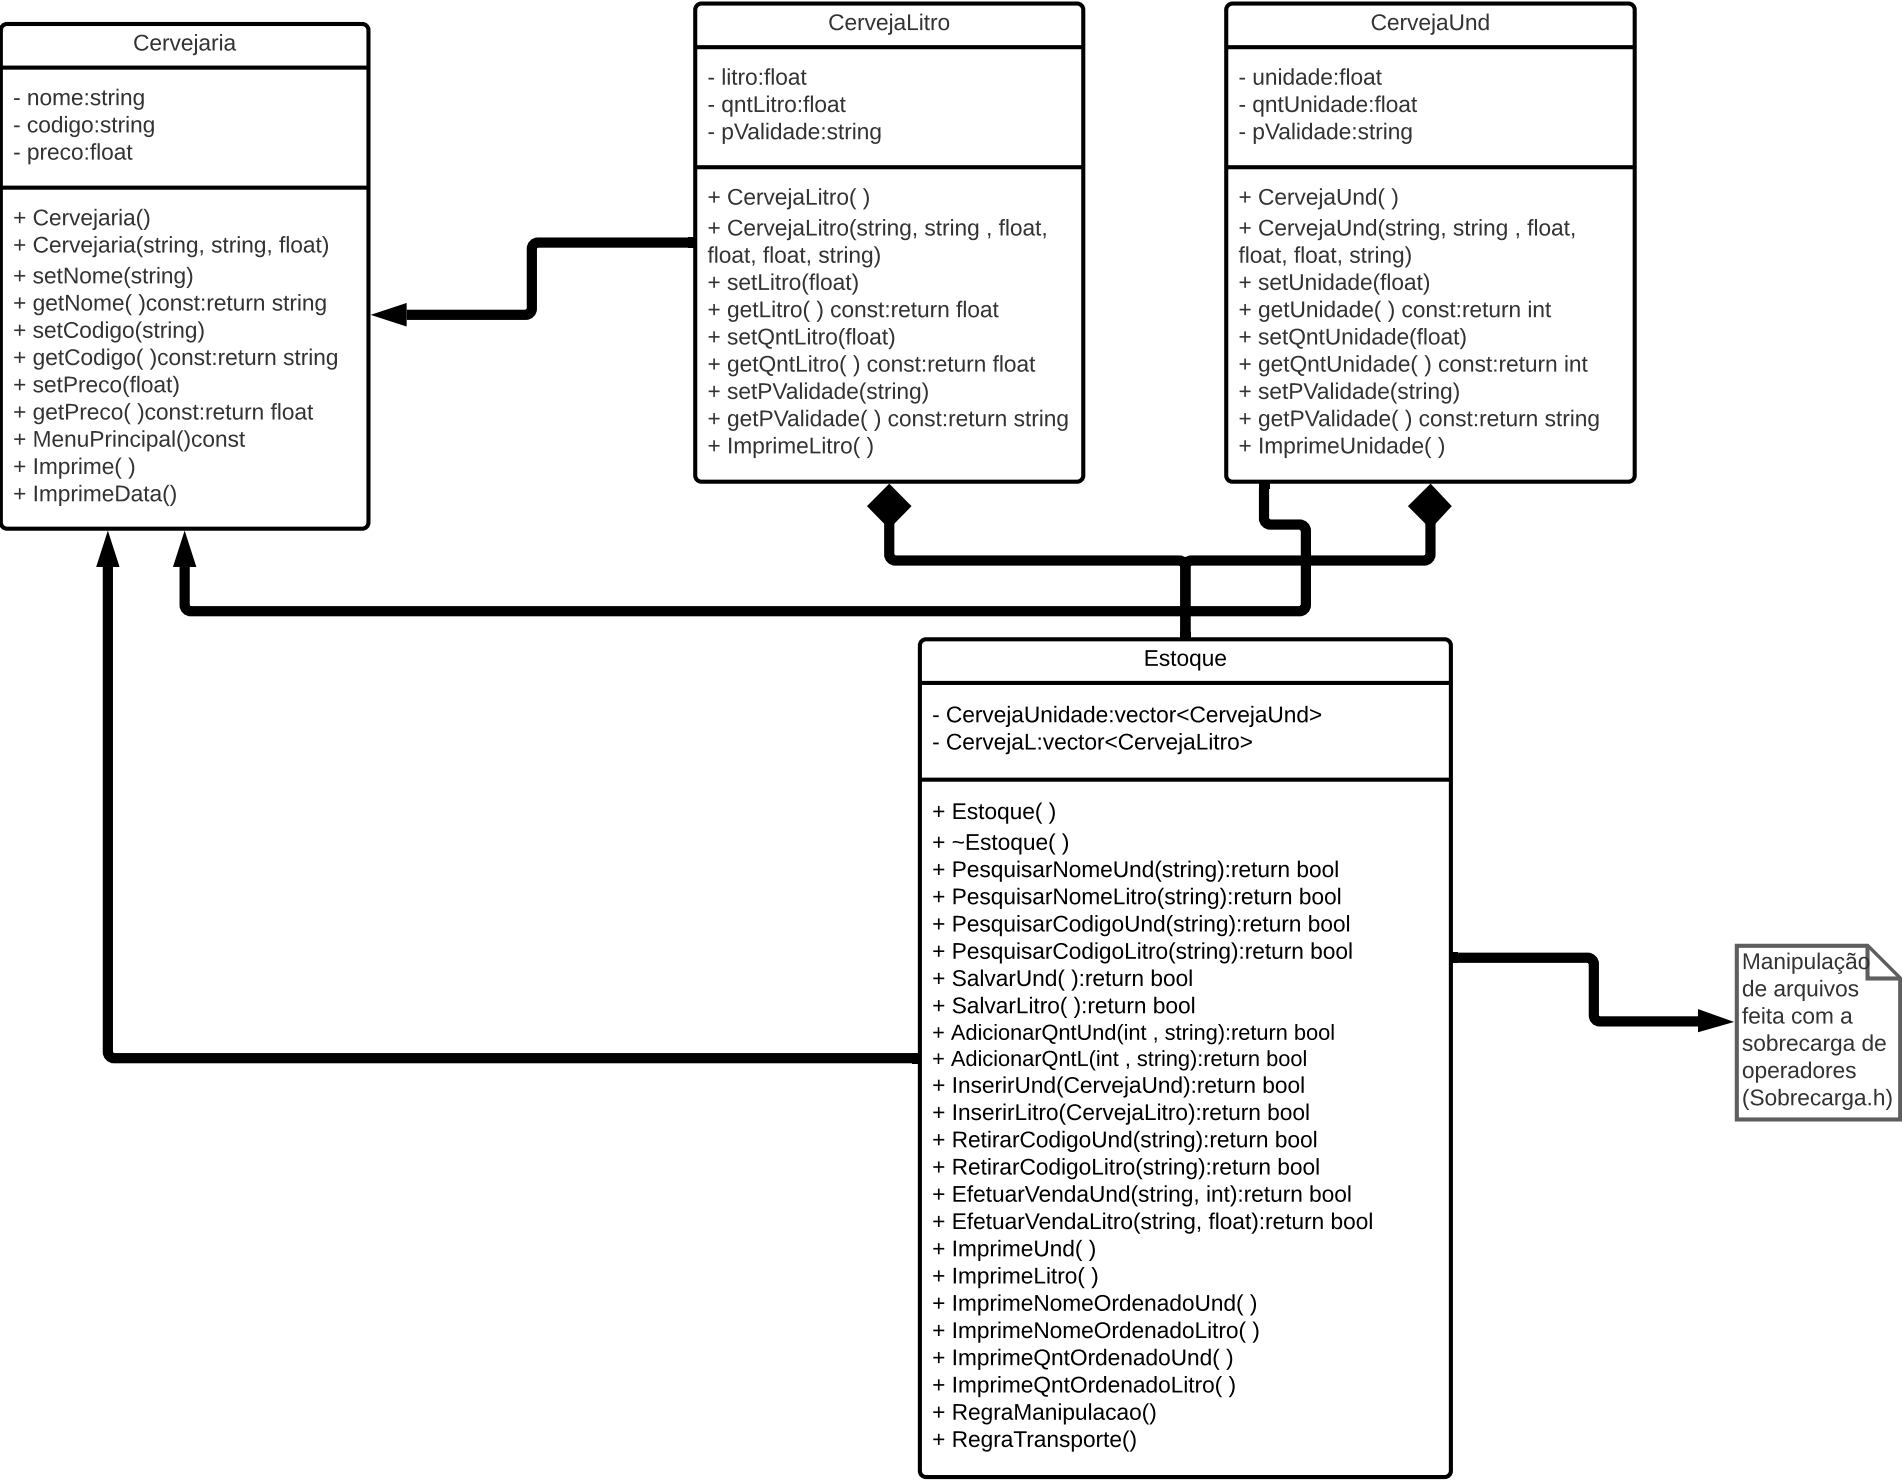 Cervejaria
- nome:string
- codigo:string
- preco:float
+ Cervejaria()
+ Cervejaria(string, string, float)
+ setNome(string)
+ getNome( )const:return string
+ setCodigo(string)
+ getCodigo( )const:return string
+ setPreco(float)
+ getPreco( )const:return float
+ MenuPrincipal()const
+ Imprime( )
+ ImprimeData()
CervejaLitro
- litro:float
- qntLitro:float
- pValidade:string
+ CervejaLitro( )
+ CervejaLitro(string, string , float,
float, float, string)
+ setLitro(float)
+ getLitro( ) const:return float
+ setQntLitro(float)
+ getQntLitro( ) const:return float
+ setPValidade(string)
+ getPValidade( ) const:return string
+ ImprimeLitro( )
CervejaUnd
- unidade:float
- qntUnidade:float
- pValidade:string
+ CervejaUnd( )
+ CervejaUnd(string, string , float,
float, float, string)
+ setUnidade(float)
+ getUnidade( ) const:return int
+ setQntUnidade(float)
+ getQntUnidade( ) const:return int
+ setPValidade(string)
+ getPValidade( ) const:return string
+ ImprimeUnidade( )
Estoque
- CervejaUnidade:vector<CervejaUnd>
- CervejaL:vector<CervejaLitro>
+ Estoque( )
+ ~Estoque( )
+ PesquisarNomeUnd(string):return bool
+ PesquisarNomeLitro(string):return bool
+ PesquisarCodigoUnd(string):return bool
+ PesquisarCodigoLitro(string):return bool
+ SalvarUnd( ):return bool
+ SalvarLitro( ):return bool
+ AdicionarQntUnd(int , string):return bool
+ AdicionarQntL(int , string):return bool
+ InserirUnd(CervejaUnd):return bool
+ InserirLitro(CervejaLitro):return bool
+ RetirarCodigoUnd(string):return bool
+ RetirarCodigoLitro(string):return bool
+ EfetuarVendaUnd(string, int):return bool
+ EfetuarVendaLitro(string, float):return bool
+ ImprimeUnd( )
+ ImprimeLitro( )
+ ImprimeNomeOrdenadoUnd( )
+ ImprimeNomeOrdenadoLitro( )
+ ImprimeQntOrdenadoUnd( )
+ ImprimeQntOrdenadoLitro( )
+ RegraManipulacao()
+ RegraTransporte()
Manipulação
de arquivos
feita com a
sobrecarga de
operadores
(Sobrecarga.h)